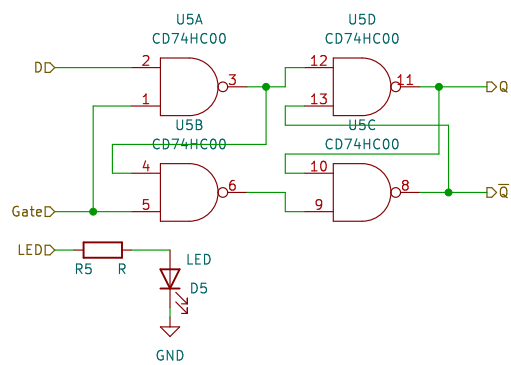 U5A
CD74HC00
U5D
CD74HC00
D
2
1
3
12
13
11
Q
U5B
CD74HC00
U5C
CD74HC00
4
5
6
10
9
8
Q̅
Gate
LED
R5
R
LED
D5
GND